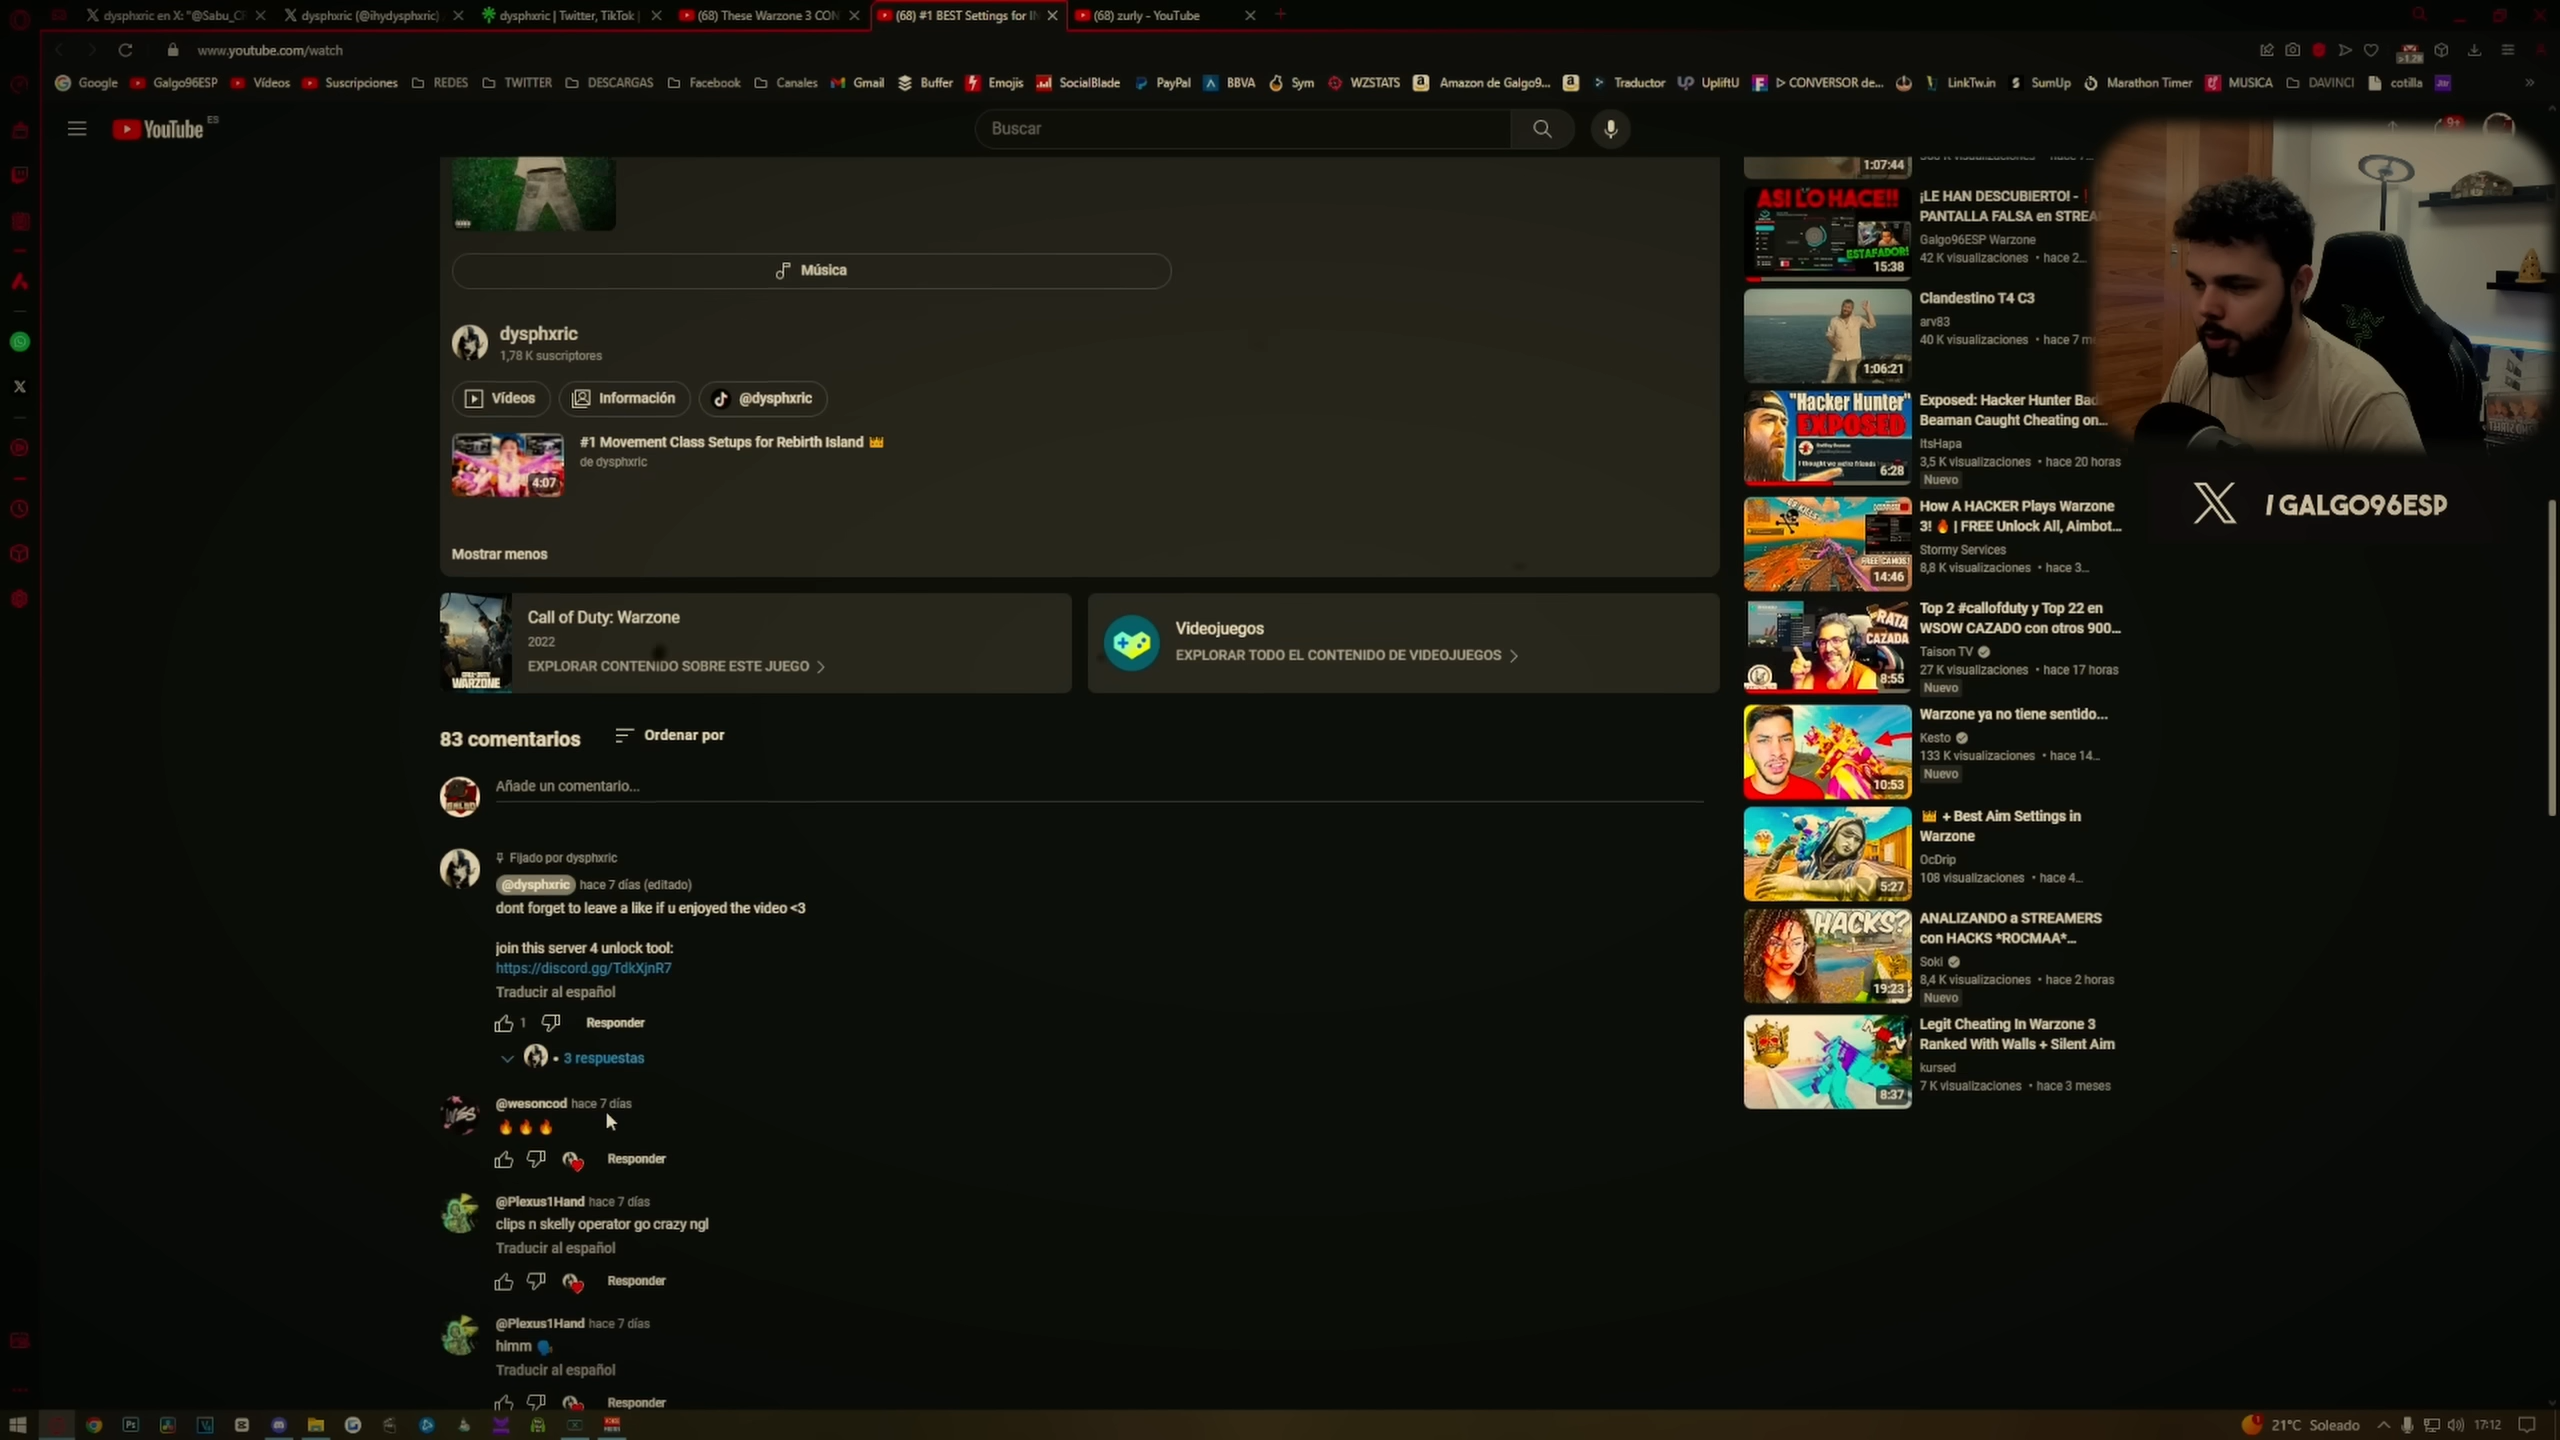 dysphxric en X: "@Sabu_C
dysphxric (@ihydysphxric)
dysphxric | Twitter, TikTok |
(68) These Warzone 3 CON
(68) #1 BEST Settings for IN
(68) zurly - YouTube
www.youtube.com/watch
Google
Galgo96ESP
Vídeos
Suscripciones
REDES
TWITTER
DESCARGAS
Facebook
Canales
Gmail
Buffer
Emojis
SocialBlade
PayPal
BBVA
Sym
WZSTATS
Amazon de Galgo9...
Traductor
UpliftU
▷ CONVERSOR de...
LinkTw.in
SumUp
Marathon Timer
MUSICA
DAVINCI
cotilla
YouTube ES
Buscar
9+
Música
dysphxric
1,78 K suscriptores
Vídeos
Información
@dysphxric
4:07
#1 Movement Class Setups for Rebirth Island 👑
de dysphxric
Mostrar menos
WARZONE
Call of Duty: Warzone
2022
EXPLORAR CONTENIDO SOBRE ESTE JUEGO
Videojuegos
EXPLORAR TODO EL CONTENIDO DE VIDEOJUEGOS
83 comentarios
Ordenar por
Añade un comentario...
Fijado por dysphxric
@dysphxric hace 7 días (editado)
dont forget to leave a like if u enjoyed the video <3
join this server 4 unlock tool:
https://discord.gg/TdkXjnR7
Traducir al español
1
Responder
• 3 respuestas
@wesoncod hace 7 días
🔥🔥🔥
Responder
@Plexus1Hand hace 7 días
clips n skelly operator go crazy ngl
Traducir al español
Responder
@Plexus1Hand hace 7 días
himm 🗣
Traducir al español
Responder
1:07:44
ASI LO HACE!!
ESTAFADOR!
15:38
¡LE HAN DESCUBIERTO! -
PANTALLA FALSA en STREA
Galgo96ESP Warzone
42 K visualizaciones • hace 2...
1:06:21
Clandestino T4 C3
arv83
40 K visualizaciones • hace 7 m
"Hacker Hunter"
EXPOSED
6:28
Exposed: Hacker Hunter Bad
Beaman Caught Cheating on...
ItsHapa
3,5 K visualizaciones • hace 20 horas
Nuevo
FREE CAMOS!
14:46
How A HACKER Plays Warzone
3! 🔥 | FREE Unlock All, Aimbot...
Stormy Services
8,8 K visualizaciones • hace 3...
RATA
CAZADA
8:55
Top 2 #callofduty y Top 22 en
WSOW CAZADO con otros 900...
Taison TV
27 K visualizaciones • hace 17 horas
Nuevo
10:53
Warzone ya no tiene sentido...
Kesto
133 K visualizaciones • hace 14...
Nuevo
5:27
👑 + Best Aim Settings in
Warzone
OcDrip
108 visualizaciones • hace 4...
HACKS?
19:23
ANALIZANDO a STREAMERS
con HACKS *ROCMAA*...
Soki
8,4 K visualizaciones • hace 2 horas
Nuevo
8:37
Legit Cheating In Warzone 3
Ranked With Walls + Silent Aim
kursed
7 K visualizaciones • hace 3 meses
/GALGO96ESP
21°C Soleado
17:12